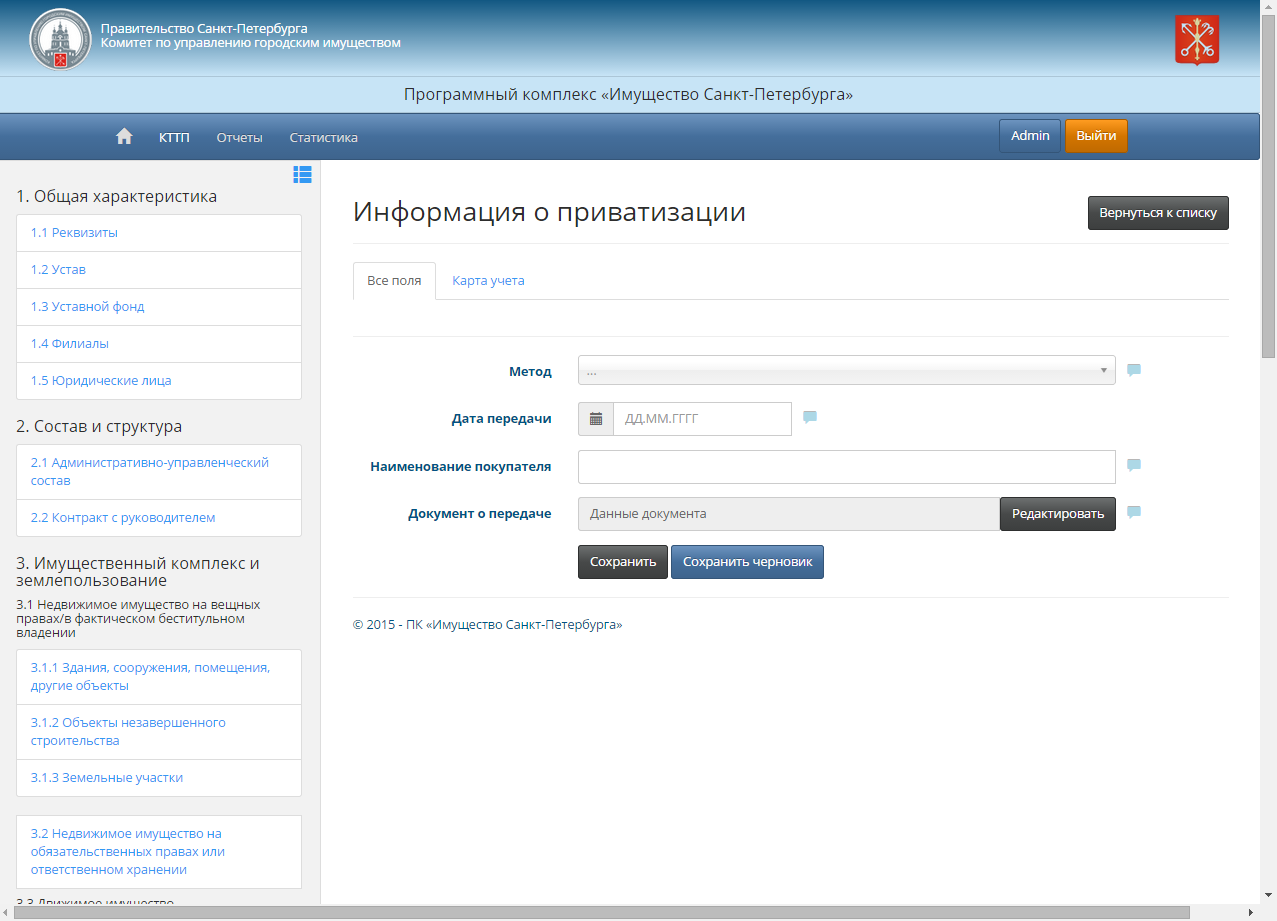 Правительство Санкт-Петербурга
Комитет по управлению городским имуществом
Программный комплекс «Имущество Санкт-Петербурга»
КТТП Отчеты Статистика Admin Выйти
1. Общая характеристика
1.1 Реквизиты
1.2 Устав
1.3 Уставной фонд
1.4 Филиалы
1.5 Юридические лица
2. Состав и структура
2.1 Административно-управленческий
состав
2.2 Контракт с руководителем
3. Имущественный комплекс и
землепользование
3.1 Недвижимое имущество на вещных
правах/в фактическом беститульном
владении
3.1.1 Здания, сооружения, помещения,
другие объекты
3.1.2 Объекты незавершенного
строительства
3.1.3 Земельные участки
3.2 Недвижимое имущество на
обязательственных правах или
ответственном хранении
3.3 Движимое имущество
Информация о приватизации
Вернуться к списку
Все поля Карта учета
Метод ...
Дата передачи ДД.ММ.ГГГГ
Наименование покупателя
Документ о передаче Данные документа Редактировать
Сохранить Сохранить черновик
© 2015 - ПК «Имущество Санкт-Петербурга»